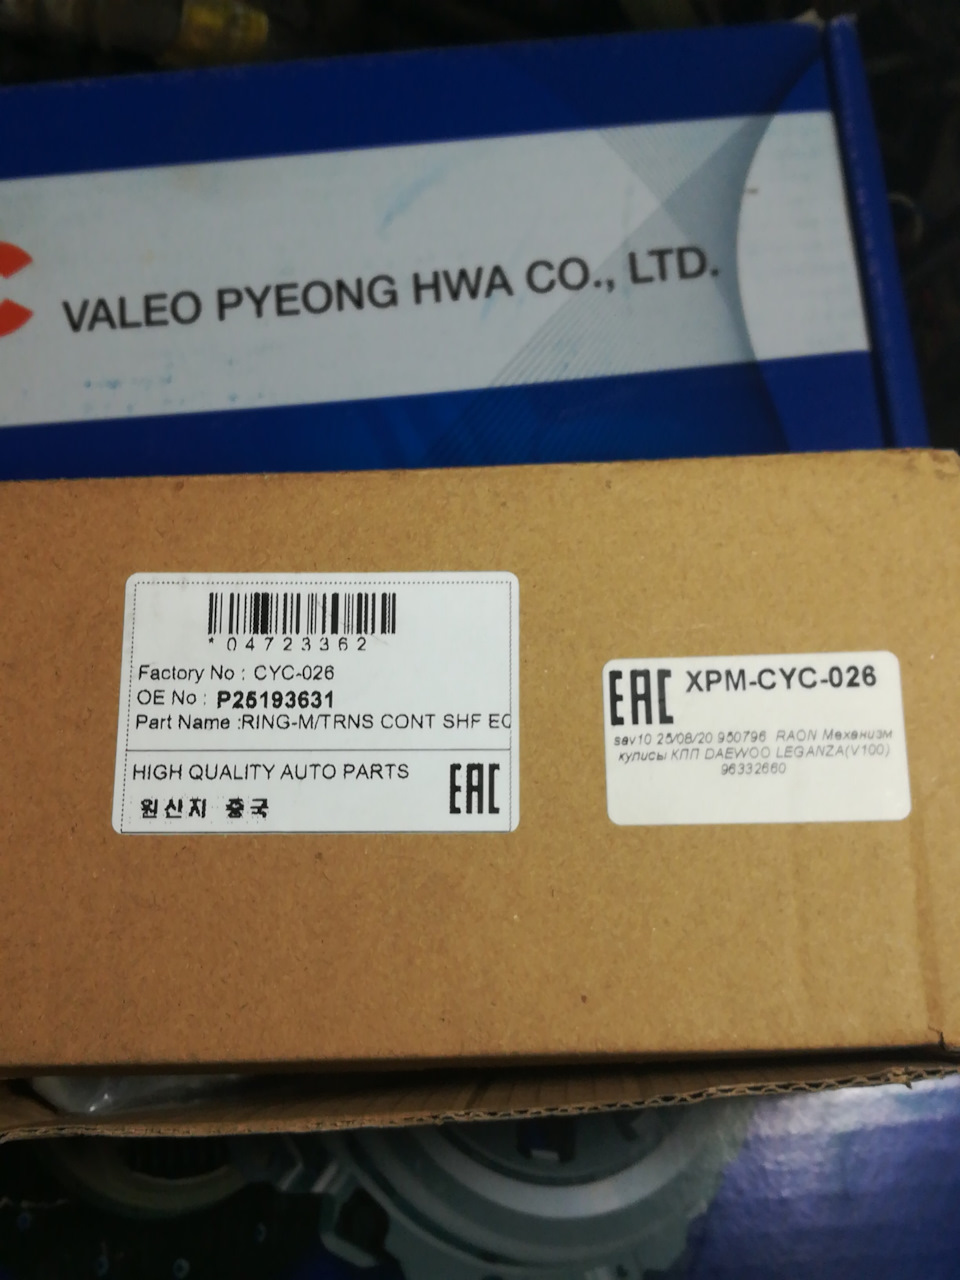 VALEO PYEONG HWA CO., LTD.
* 04723362
Factory No : CYC-026
OE No : P25193631
Part Name :RING-M/TRNS CONT SHF EC
HIGH QUALITY AUTO PARTS
EAC
원산지 중국
EAC XPM-CYC-026
sav10 25/08/20 950796 RAON Механизм
кулисы КПП DAEWOO LEGANZA(V100)
96332660